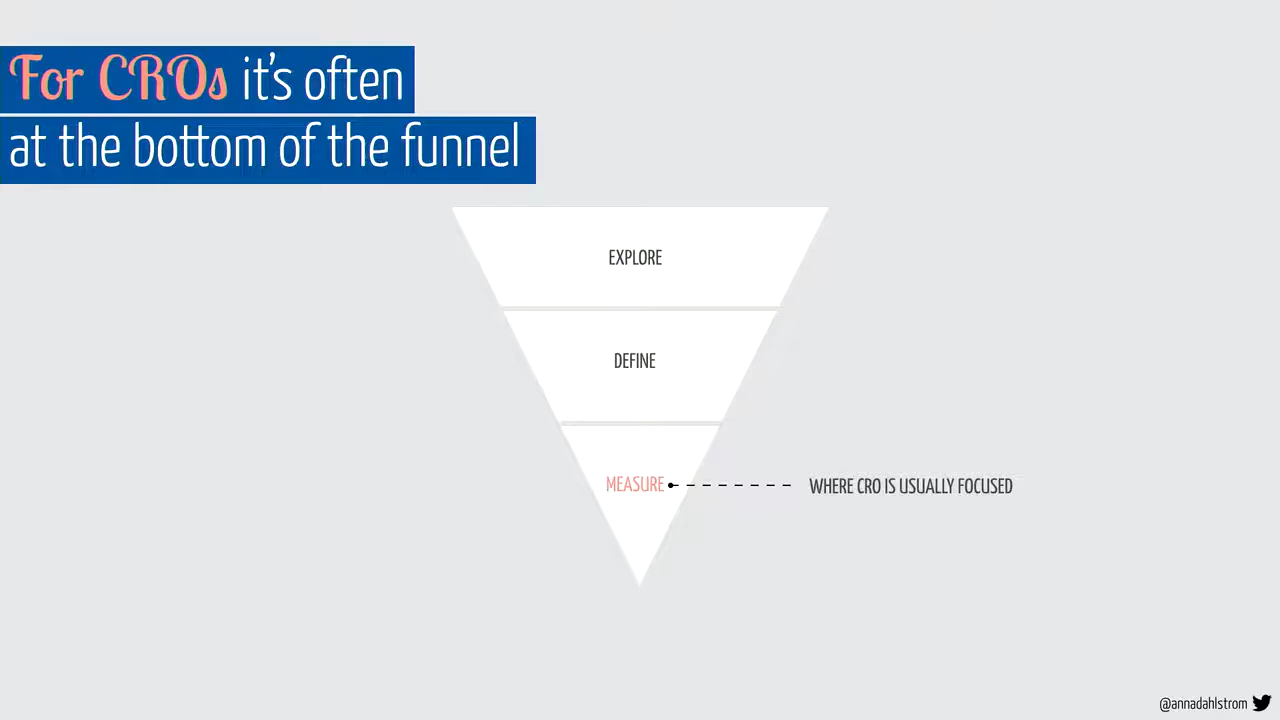 For CROs it's often
at the bottom of the funnel
EXPLORE
DEFINE
MEASURE
WHERE CRO IS USUALLY FOCUSED
@annadahlstrom